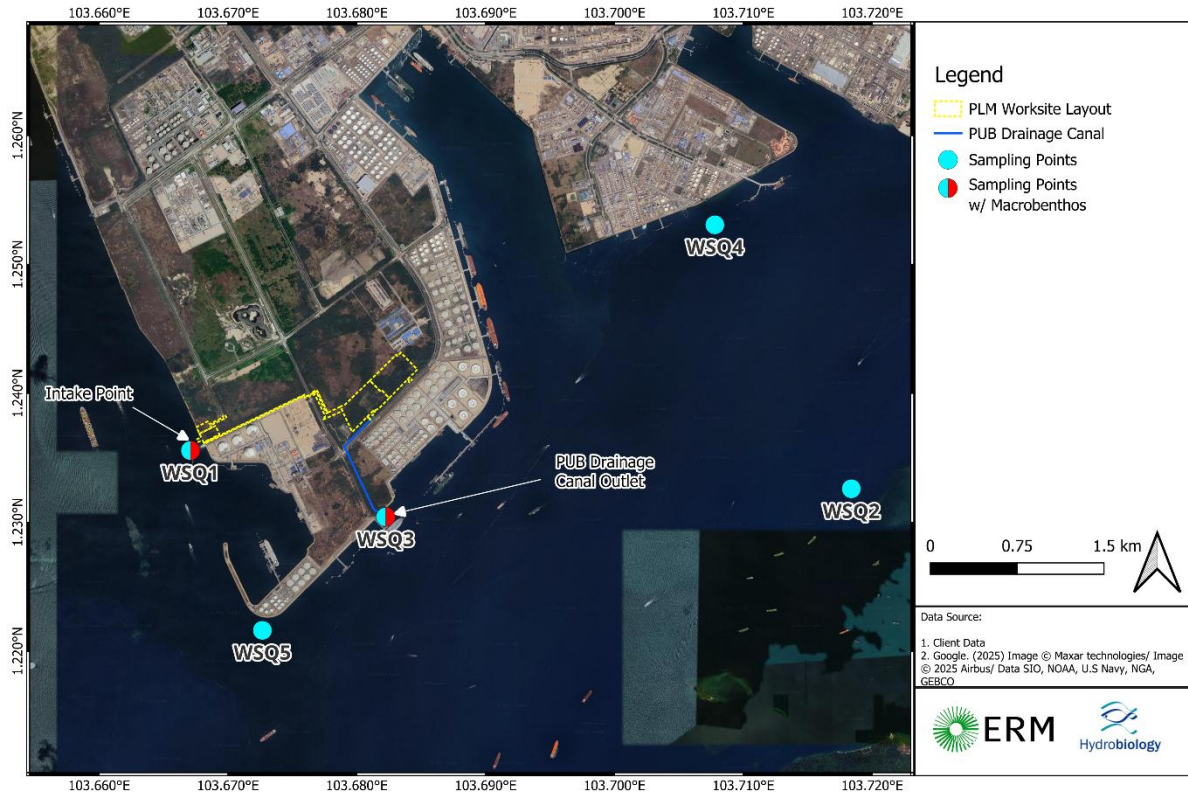 103.660°E 103.670°E 103.680°E 103.690°E 103.700°E 103.710°E 103.720°E
1.260°N
1.250°N
1.240°N
1.230°N
1.220°N
WSQ4
Intake Point
WSQ1
PUB Drainage
Canal Outlet
WSQ3
WSQ2
WSQ5
103.660°E 103.670°E 103.680°E 103.690°E 103.700°E 103.710°E 103.720°E
Legend
PLM Worksite Layout
PUB Drainage Canal
Sampling Points
Sampling Points
w/ Macrobenthos
0 0.75 1.5 km
Data Source:
1. Client Data
2. Google. (2025) Image © Maxar technologies/ Image
© 2025 Airbus/ Data SIO, NOAA, U.S Navy, NGA,
GEBCO
ERM
Hydrobiology